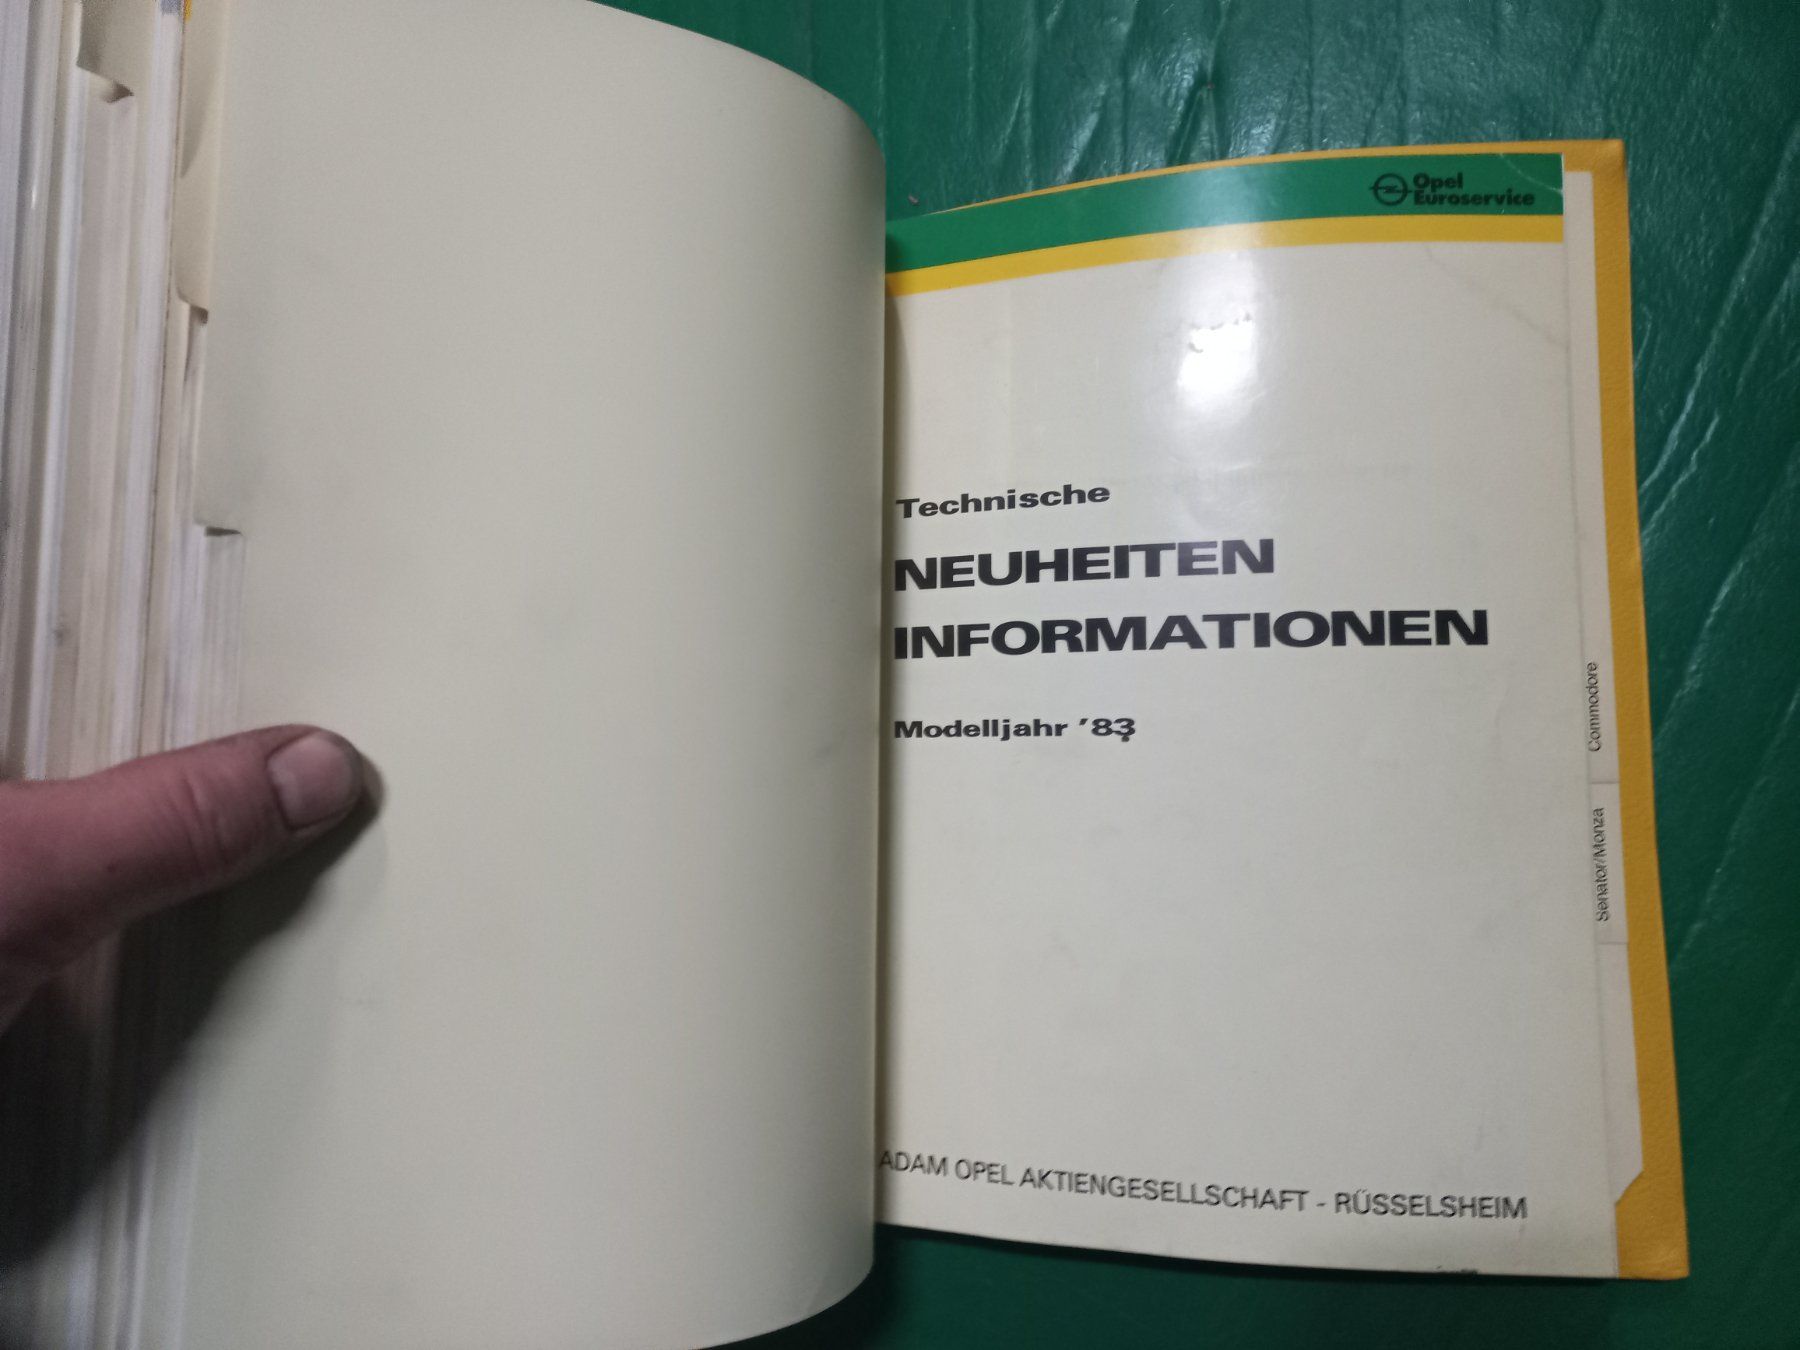 Opel
Euroservice
Technische
NEUHEITEN
INFORMATIONEN
Modelljahr '83
Commodore
Senator/Monza
ADAM OPEL AKTIENGESELLSCHAFT - RÜSSELSHEIM